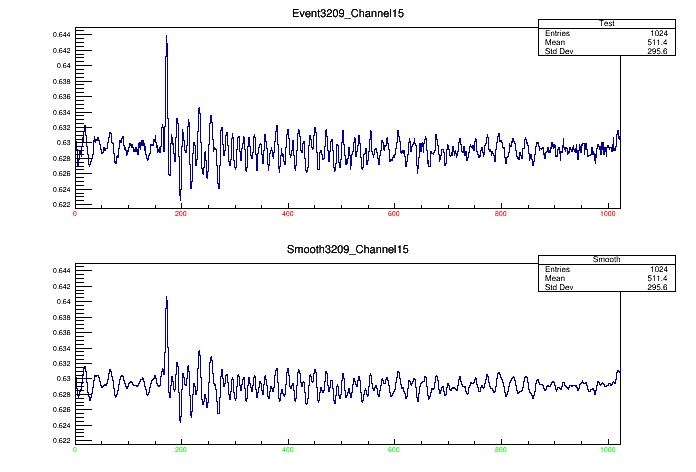 Event3209_Channel15
Test
Entries 1024
Mean 511.4
Std Dev 295.6
0.644
0.642
0.64
0.638
0.636
0.634
0.632
0.63
0.628
0.626
0.624
0.622
0 200 400 600 800 1000
Smooth3209_Channel15
Smooth
Entries 1024
Mean 511.4
Std Dev 295.6
0.644
0.642
0.64
0.638
0.636
0.634
0.632
0.63
0.628
0.626
0.624
0.622
0 200 400 600 800 1000